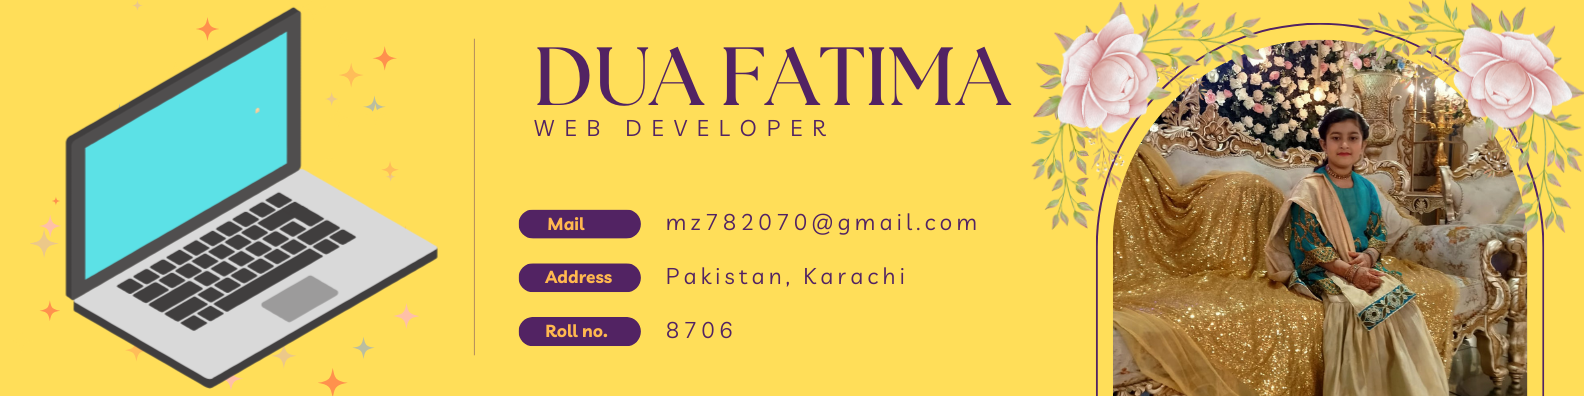 DUA FATIMA
WEB DEVELOPER
Mail mz782070@gmail.com
Address Pakistan, Karachi
Roll no. 8706